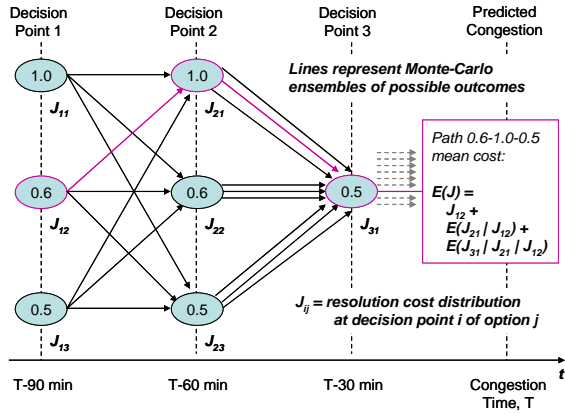 Decision
Point 1
Decision
Point 2
Decision
Point 3
Predicted
Congestion
1.0
J11
1.0
J21
Lines represent Monte-Carlo
ensembles of possible outcomes
Path 0.6-1.0-0.5
mean cost:
E(J) =
J12 +
E(J21 | J12) +
E(J31 | J21 | J12)
0.6
J12
0.6
J22
0.5
J31
0.5
J13
0.5
J23
Jij = resolution cost distribution
at decision point i of option j
t
T-90 min
T-60 min
T-30 min
Congestion
Time, T